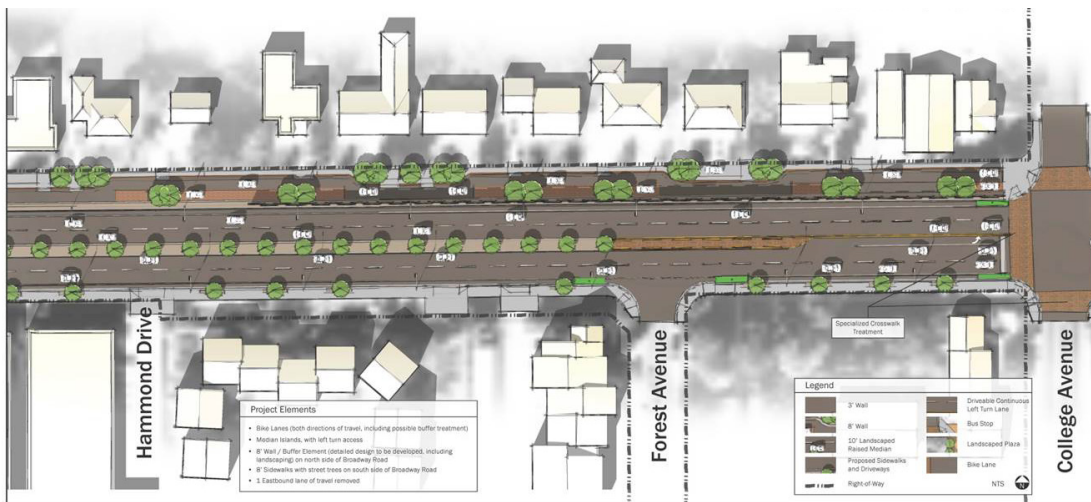 Specialized Crosswalk
Treatment
Hammond Drive
Forest Avenue
College Avenue
Project Elements
• Bike Lanes (both directions of travel, including possible buffer treatment)
• Median Islands, with left turn access
• 8' Wall / Buffer Element (detailed design to be developed, including
landscaping) on north side of Broadway Road
• 8' Sidewalks with street trees on south side of Broadway Road
• 1 Eastbound lane of travel removed
Legend
3' Wall
8' Wall
10' Landscaped
Raised Median
Proposed Sidewalks
and Driveways
Right-of-Way
Driveable Continuous
Left Turn Lane
Bus Stop
Landscaped Plaza
Bike Lane
NTS
N